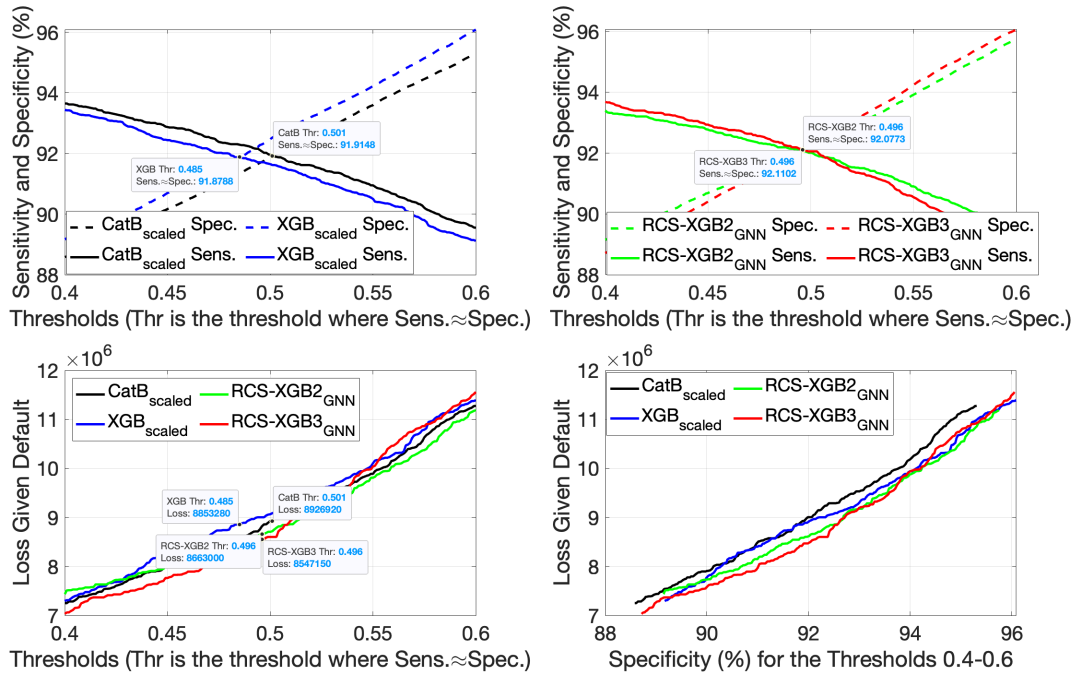 Sensitivity and Specificity (%)
96
94
92
90
88
CatB Thr: 0.501
Sens.≈Spec.: 91.9148
XGB Thr: 0.485
Sens.≈Spec.: 91.8788
CatBscaled Spec.
XGBscaled Spec.
CatBscaled Sens.
XGBscaled Sens.
0.4 0.45 0.5 0.55 0.6
Thresholds (Thr is the threshold where Sens.≈Spec.)
Sensitivity and Specificity (%)
96
94
92
90
88
RCS-XGB2 Thr: 0.496
Sens.≈Spec.: 92.0773
RCS-XGB3 Thr: 0.496
Sens.≈Spec.: 92.1102
RCS-XGB2GNN Spec.
RCS-XGB3GNN Spec.
RCS-XGB2GNN Sens.
RCS-XGB3GNN Sens.
0.4 0.45 0.5 0.55 0.6
Thresholds (Thr is the threshold where Sens.≈Spec.)
×10⁶
Loss Given Default
12
11
10
9
8
7
CatBscaled
RCS-XGB2GNN
XGBscaled
RCS-XGB3GNN
XGB Thr: 0.485
Loss: 8853280
CatB Thr: 0.501
Loss: 8926920
RCS-XGB2 Thr: 0.496
Loss: 8663000
RCS-XGB3 Thr: 0.496
Loss: 8547150
0.4 0.45 0.5 0.55 0.6
Thresholds (Thr is the threshold where Sens.≈Spec.)
×10⁶
Loss Given Default
12
11
10
9
8
7
CatBscaled
RCS-XGB2GNN
XGBscaled
RCS-XGB3GNN
88 90 92 94 96
Specificity (%) for the Thresholds 0.4-0.6